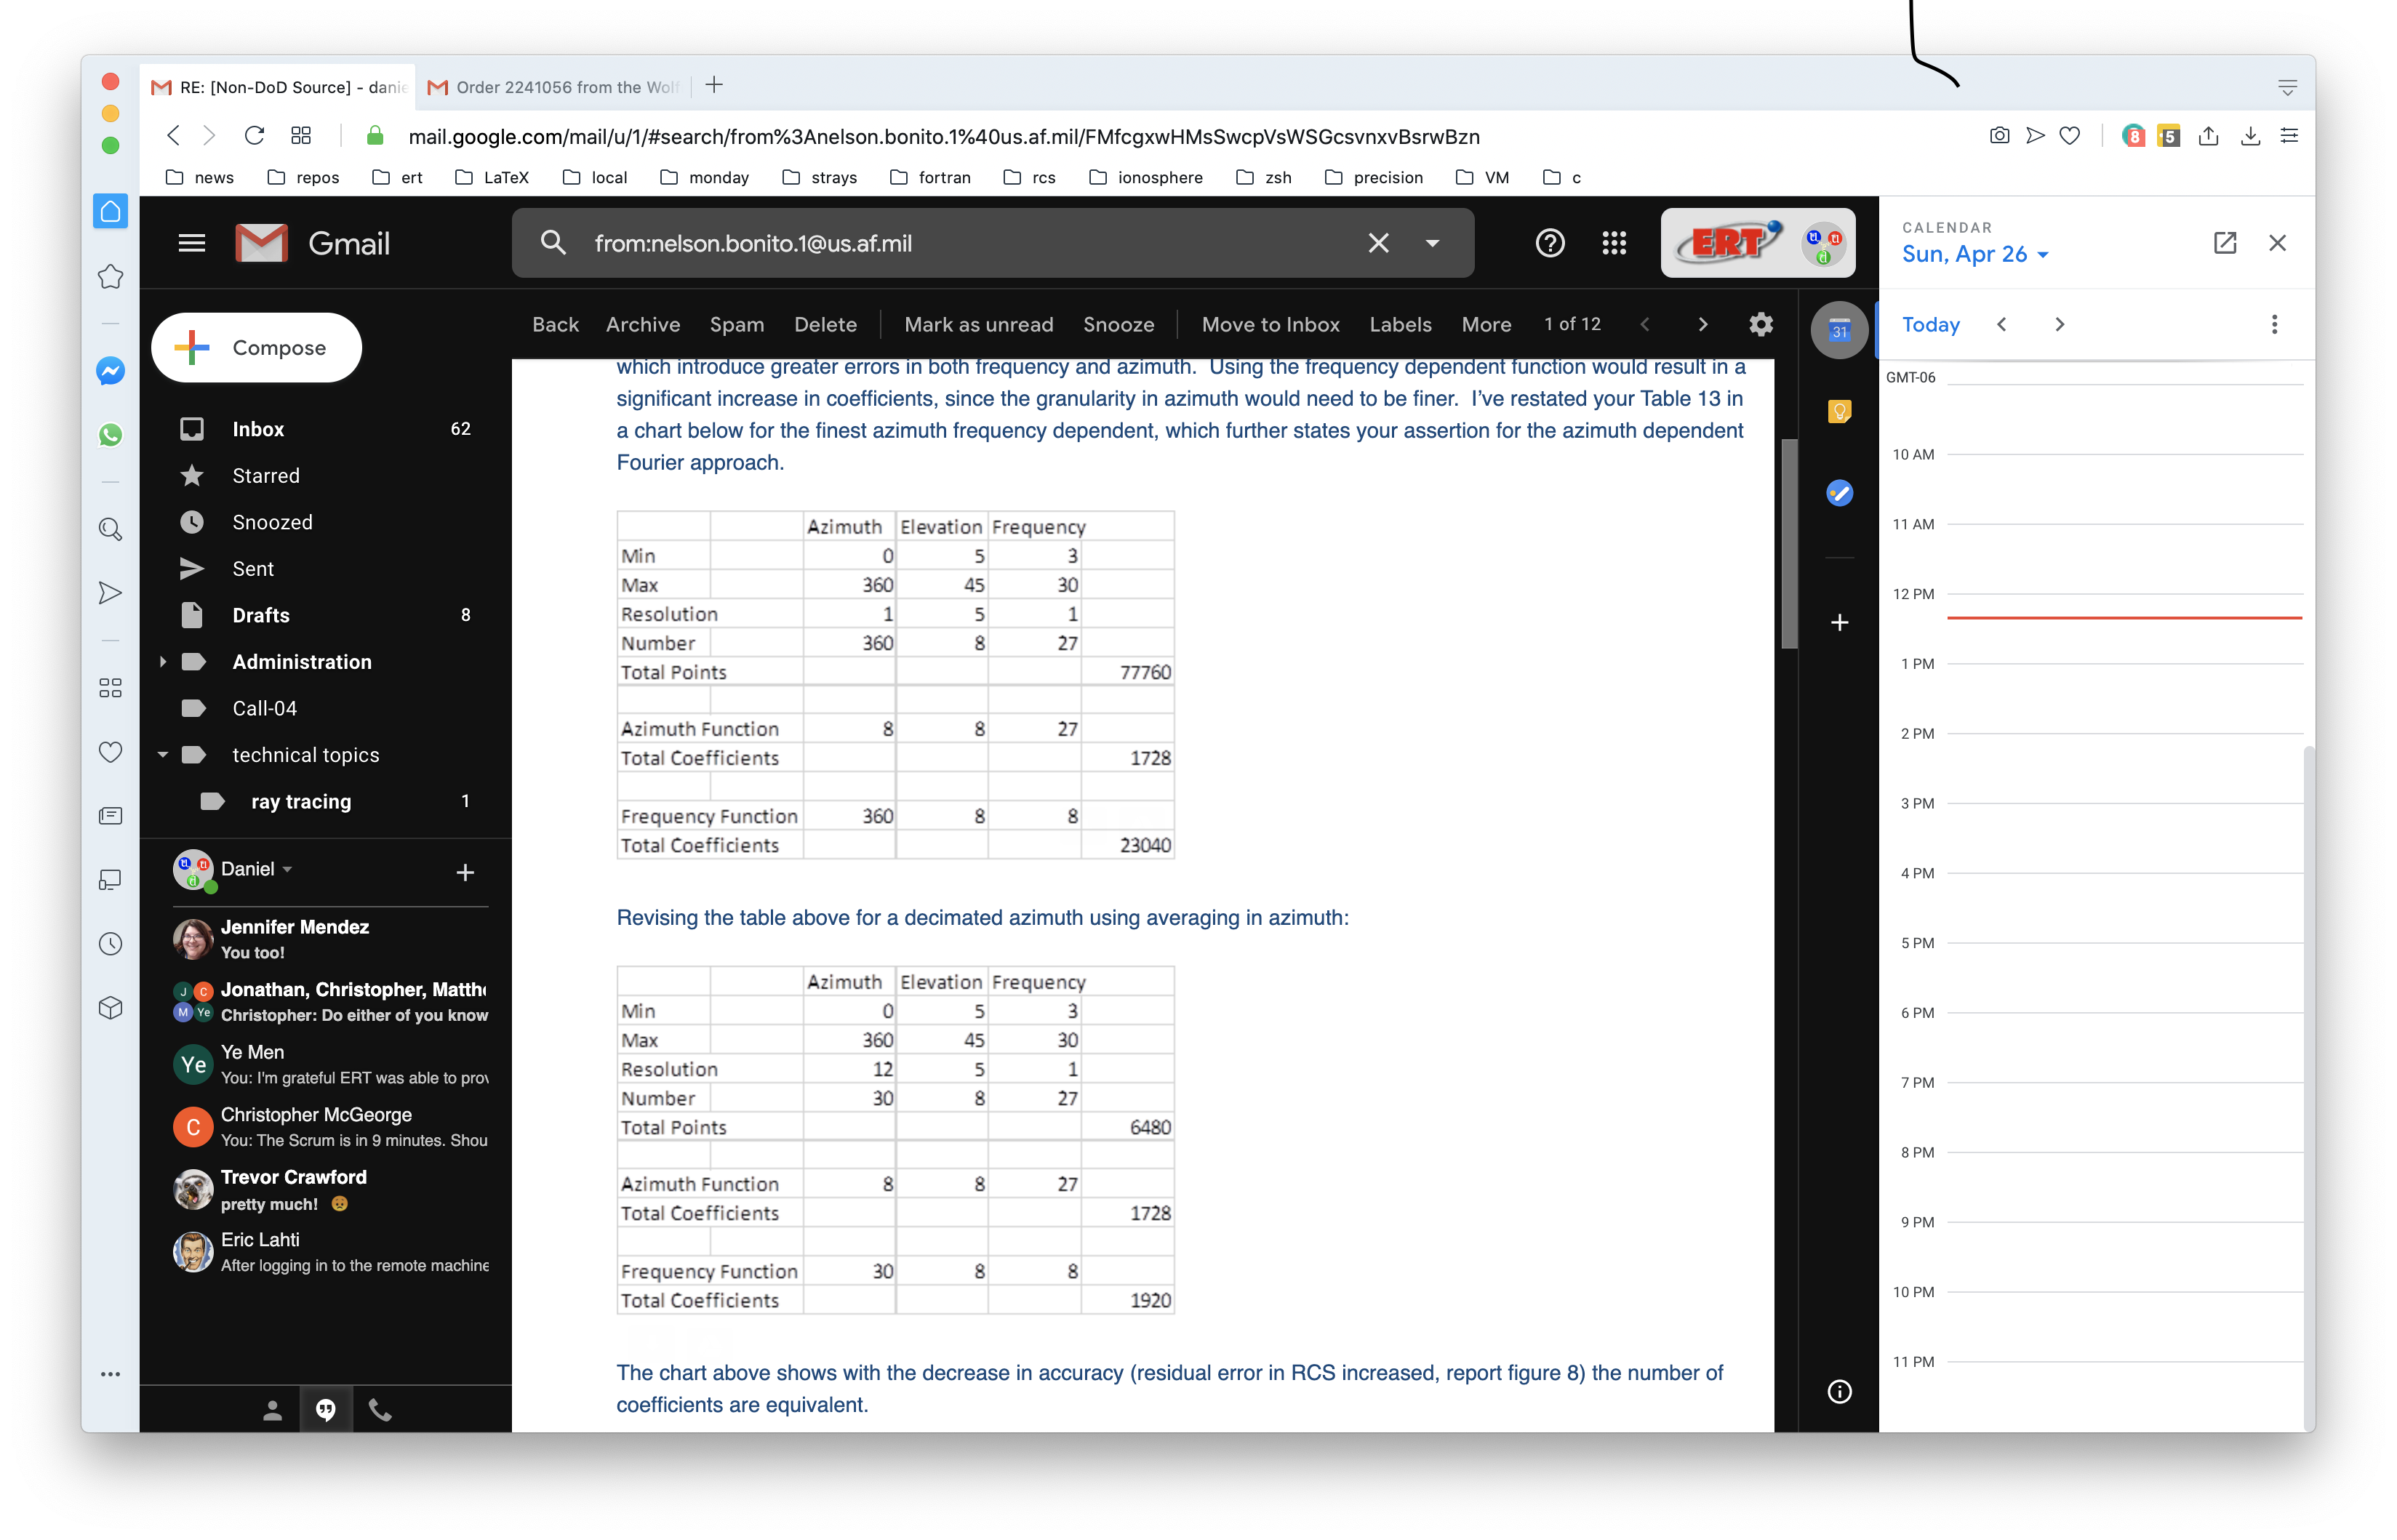 RE: [Non-DoD Source] - danie
Order 2241056 from the Wolf
mail.google.com/mail/u/1/#search/from%3Anelson.bonito.1%40us.af.mil/FMfcgxwHMsSwcpVsWSGcsvnxvBsrwBzn
8 5
news repos ert LaTeX local monday strays fortran rcs ionosphere zsh precision VM c
Gmail
from:nelson.bonito.1@us.af.mil
ERT
CALENDAR
Sun, Apr 26
Compose
Back Archive Spam Delete Mark as unread Snooze Move to Inbox Labels More 1 of 12
31
Today
Inbox 62
Starred
Snoozed
Sent
Drafts 8
Administration
Call-04
technical topics
ray tracing 1
Daniel
Jennifer Mendez
You too!
J C M Ye
Jonathan, Christopher, Matth
Christopher: Do either of you know
Ye
Ye Men
You: I'm grateful ERT was able to prov
C
Christopher McGeorge
You: The Scrum is in 9 minutes. Shou
Trevor Crawford
pretty much!
Eric Lahti
After logging in to the remote machine
which introduce greater errors in both frequency and azimuth. Using the frequency dependent function would result in a
significant increase in coefficients, since the granularity in azimuth would need to be finer. I've restated your Table 13 in
a chart below for the finest azimuth frequency dependent, which further states your assertion for the azimuth dependent
Fourier approach.
Azimuth Elevation Frequency
Min 0 5 3
Max 360 45 30
Resolution 1 5 1
Number 360 8 27
Total Points 77760
Azimuth Function 8 8 27
Total Coefficients 1728
Frequency Function 360 8 8
Total Coefficients 23040
Revising the table above for a decimated azimuth using averaging in azimuth:
Azimuth Elevation Frequency
Min 0 5 3
Max 360 45 30
Resolution 12 5 1
Number 30 8 27
Total Points 6480
Azimuth Function 8 8 27
Total Coefficients 1728
Frequency Function 30 8 8
Total Coefficients 1920
The chart above shows with the decrease in accuracy (residual error in RCS increased, report figure 8) the number of
coefficients are equivalent.
GMT-06
10 AM
11 AM
12 PM
1 PM
2 PM
3 PM
4 PM
5 PM
6 PM
7 PM
8 PM
9 PM
10 PM
11 PM